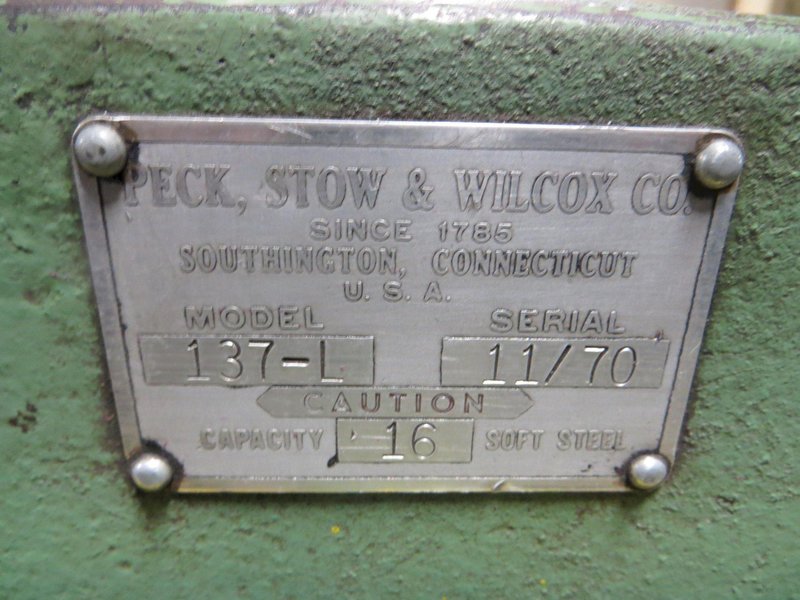 PECK, STOW & WILCOX CO.
SINCE 1785
SOUTHINGTON, CONNECTICUT
U. S. A.
MODEL SERIAL
137-L 11/70
CAUTION
CAPACITY 16 SOFT STEEL